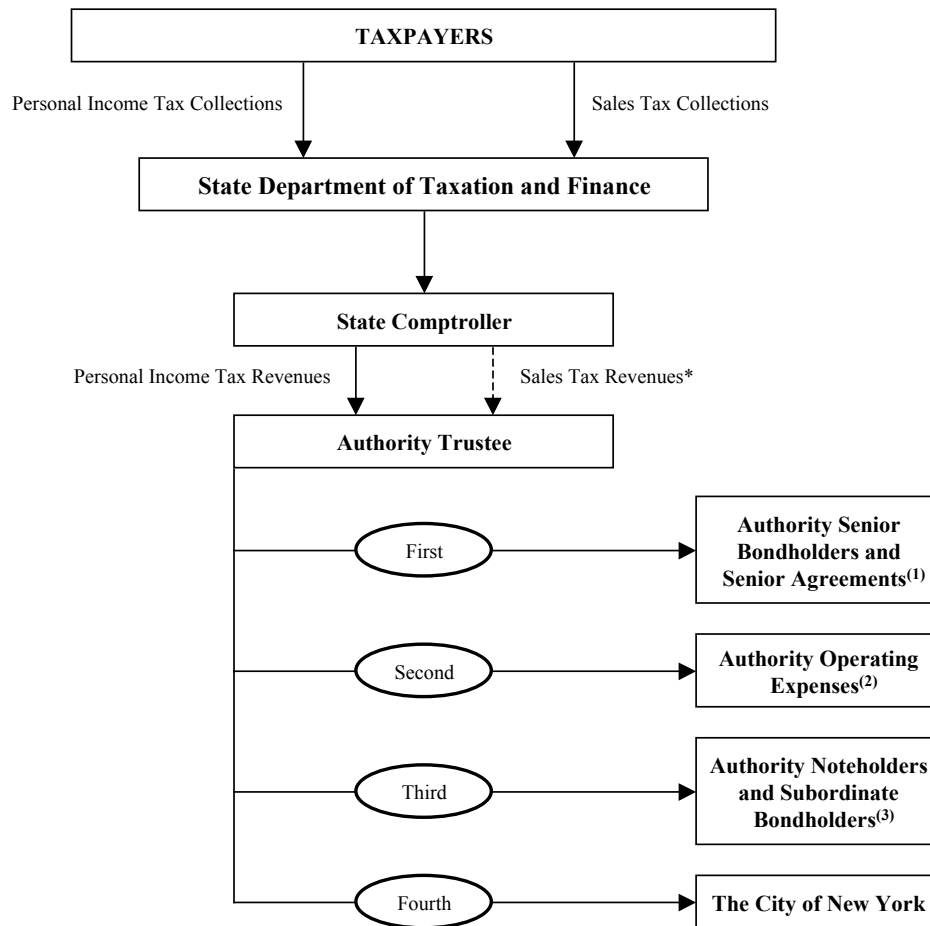 TAXPAYERS
Personal Income Tax Collections
Sales Tax Collections
State Department of Taxation and Finance
State Comptroller
Personal Income Tax Revenues
Sales Tax Revenues*
Authority Trustee
First
Authority Senior
Bondholders and
Senior Agreements(1)
Second
Authority Operating
Expenses(2)
Third
Authority Noteholders
and Subordinate
Bondholders(3)
Fourth
The City of New York